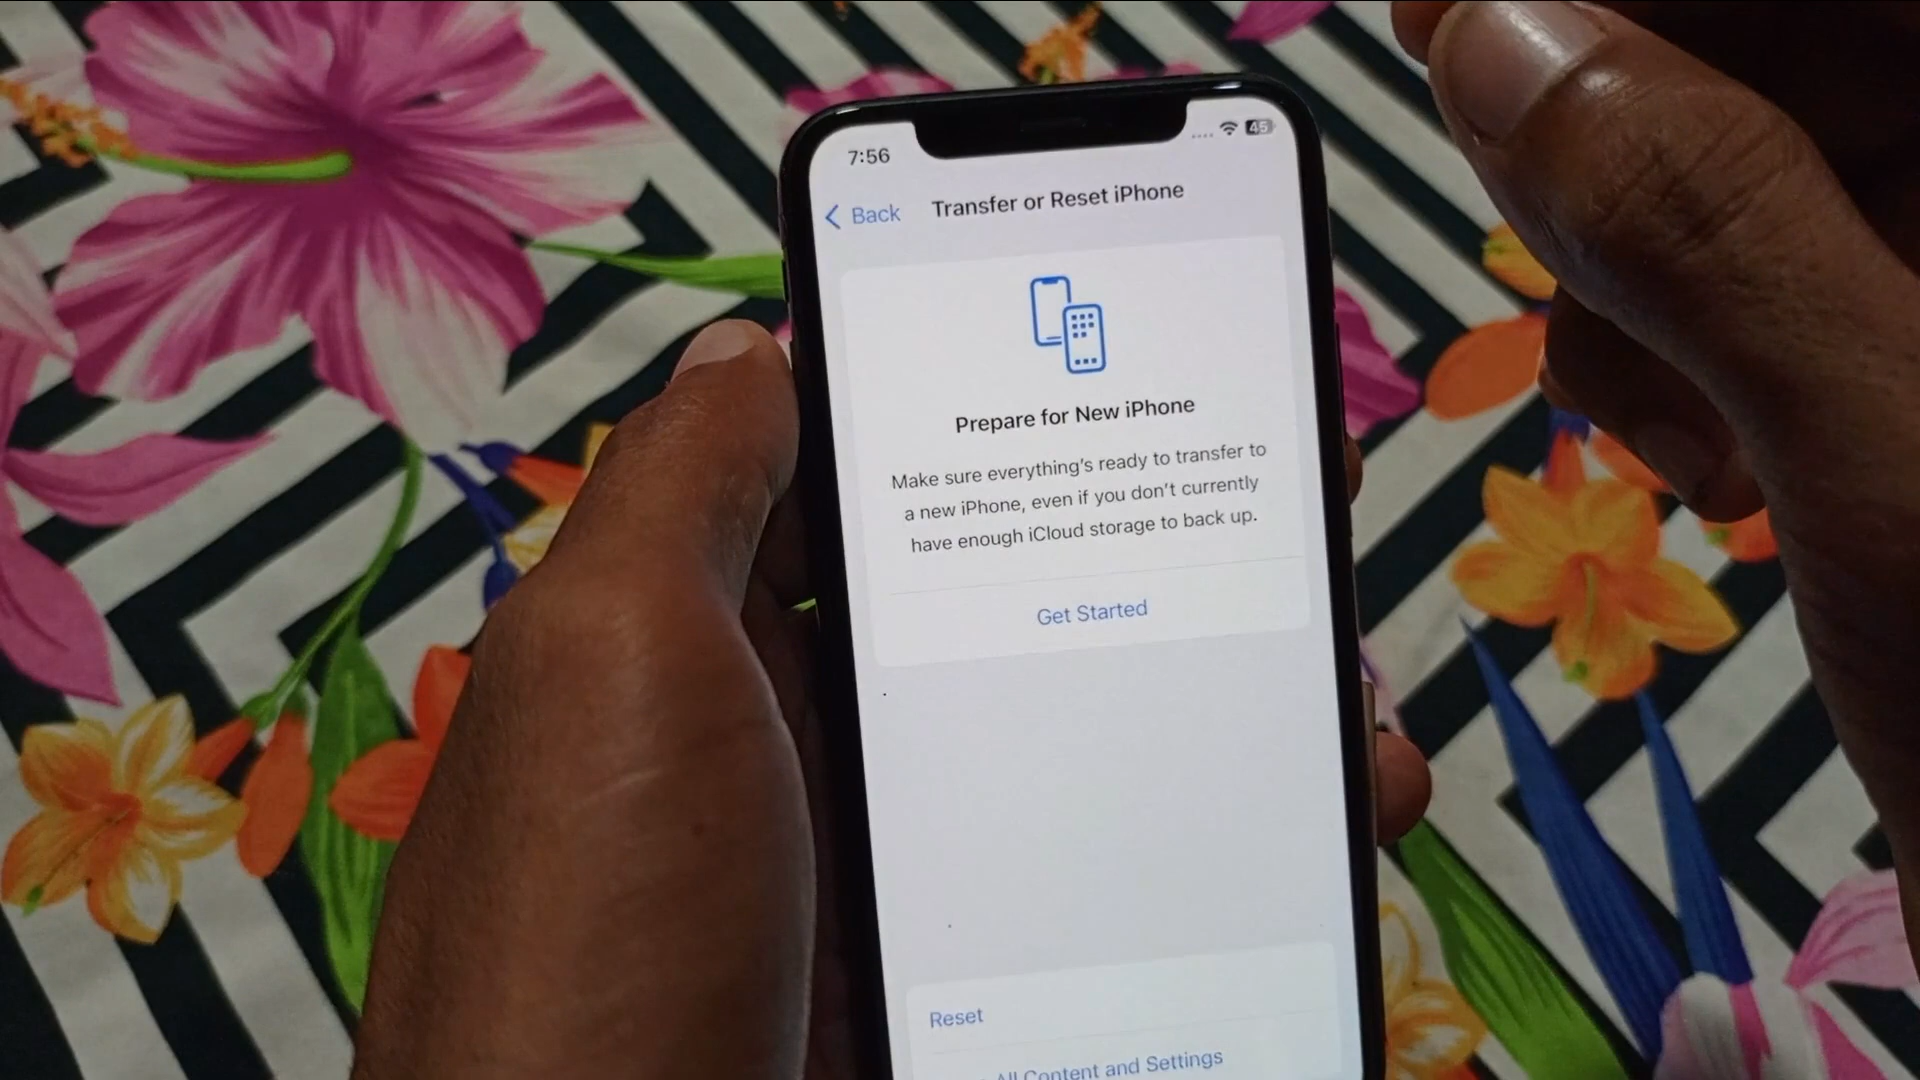 7:56
45
Back
Transfer or Reset iPhone
Prepare for New iPhone
Make sure everything's ready to transfer to
a new iPhone, even if you don't currently
have enough iCloud storage to back up.
Get Started
Reset
All Content and Settings